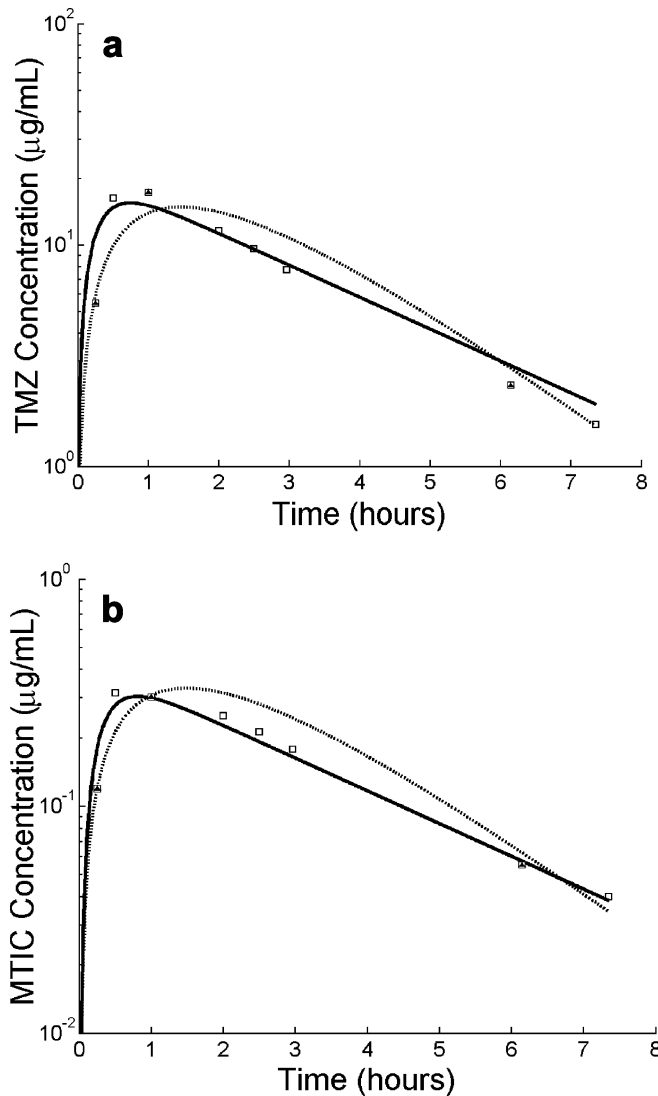 a
10²
10¹
10⁰
TMZ Concentration (μg/mL)
0 1 2 3 4 5 6 7 8
Time (hours)
b
10⁰
10⁻¹
10⁻²
MTIC Concentration (μg/mL)
0 1 2 3 4 5 6 7 8
Time (hours)